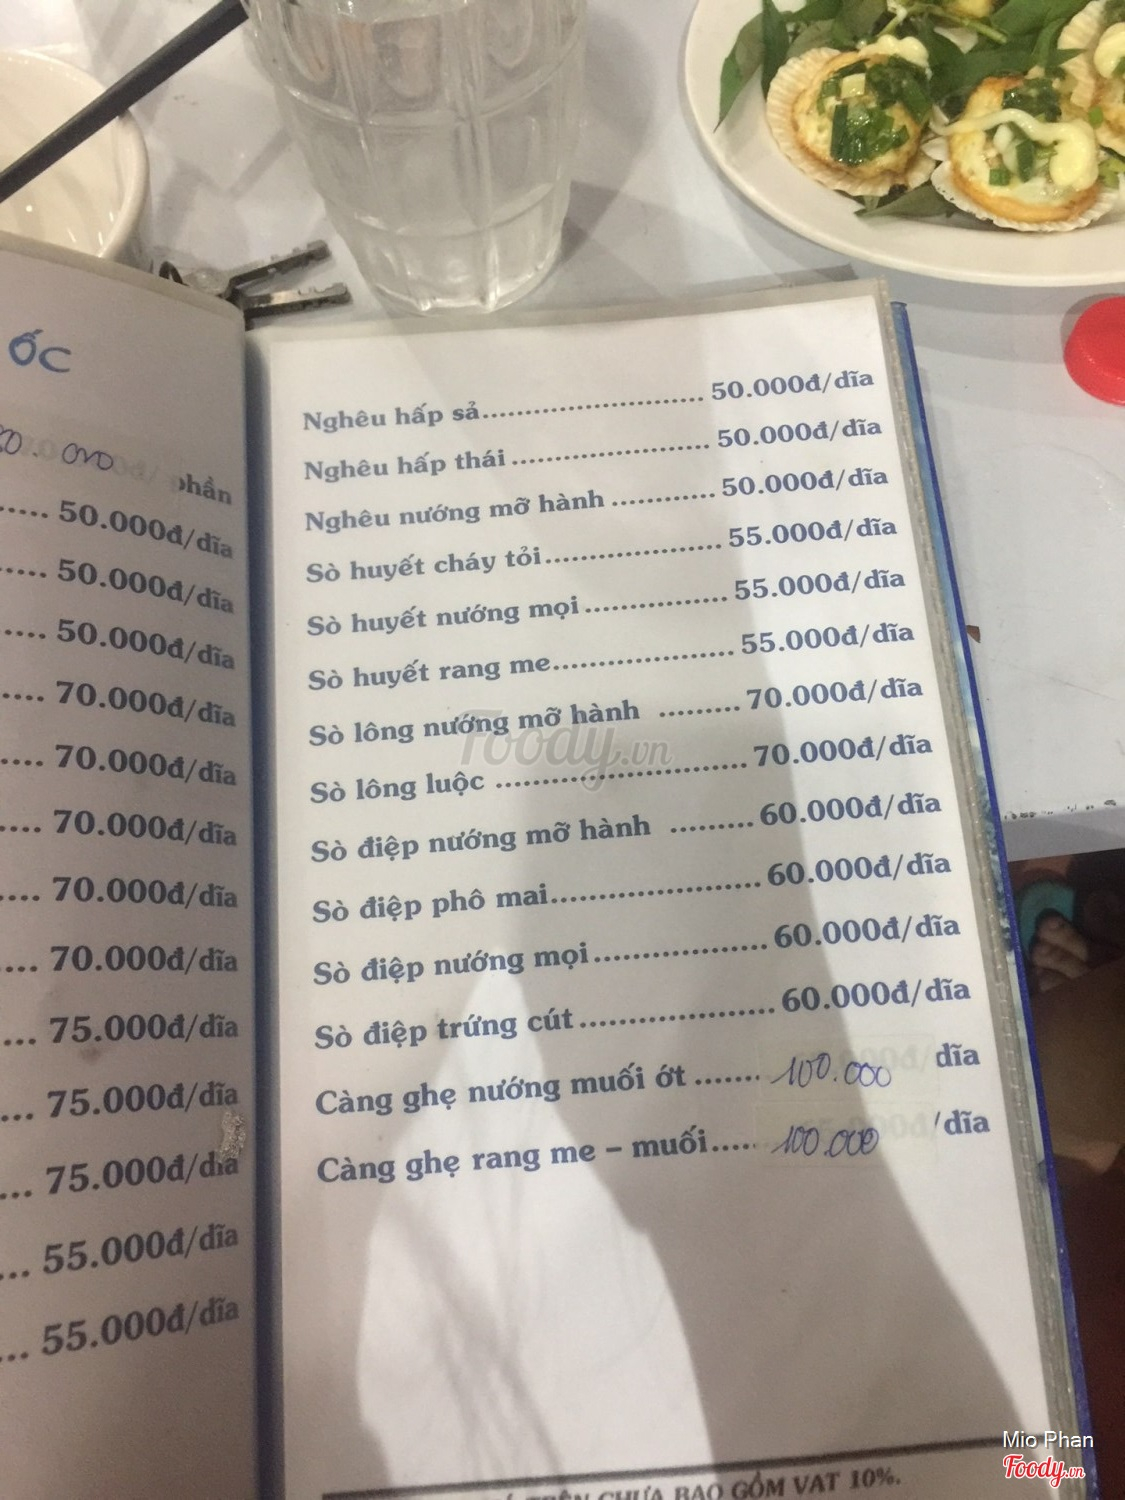 ỐC
phần
..... 50.000đ/dĩa
..... 50.000đ/dĩa
.... 50.000đ/dĩa
.... 70.000đ/dĩa
.... 70.000đ/dĩa
.... 70.000đ/dĩa
.... 70.000đ/dĩa
.... 70.000đ/dĩa
... 75.000đ/dĩa
... 75.000đ/dĩa
... 75.000đ/dĩa
... 55.000đ/dĩa
... 55.000đ/dĩa
Nghêu hấp sả........................... 50.000đ/dĩa
Nghêu hấp thái ........................ 50.000đ/dĩa
Nghêu nướng mỡ hành ............. 50.000đ/dĩa
Sò huyết cháy tỏi...................... 55.000đ/dĩa
Sò huyết nướng mọi ................. 55.000đ/dĩa
Sò huyết rang me..................... 55.000đ/dĩa
Sò lông nướng mỡ hành ......... 70.000đ/dĩa
Sò lông luộc ............................ 70.000đ/dĩa
Sò điệp nướng mỡ hành ......... 60.000đ/dĩa
Sò điệp phô mai....................... 60.000đ/dĩa
Sò điệp nướng mọi ................... 60.000đ/dĩa
Sò điệp trứng cút ..................... 60.000đ/dĩa
Càng ghẹ nướng muối ớt ....... 100.000 dĩa
Càng ghẹ rang me – muối..... 100.000 /dĩa
TRÊN CHƯA BAO GỒM VAT 10%.
Foody.vn
Mio Phan
Foody.vn